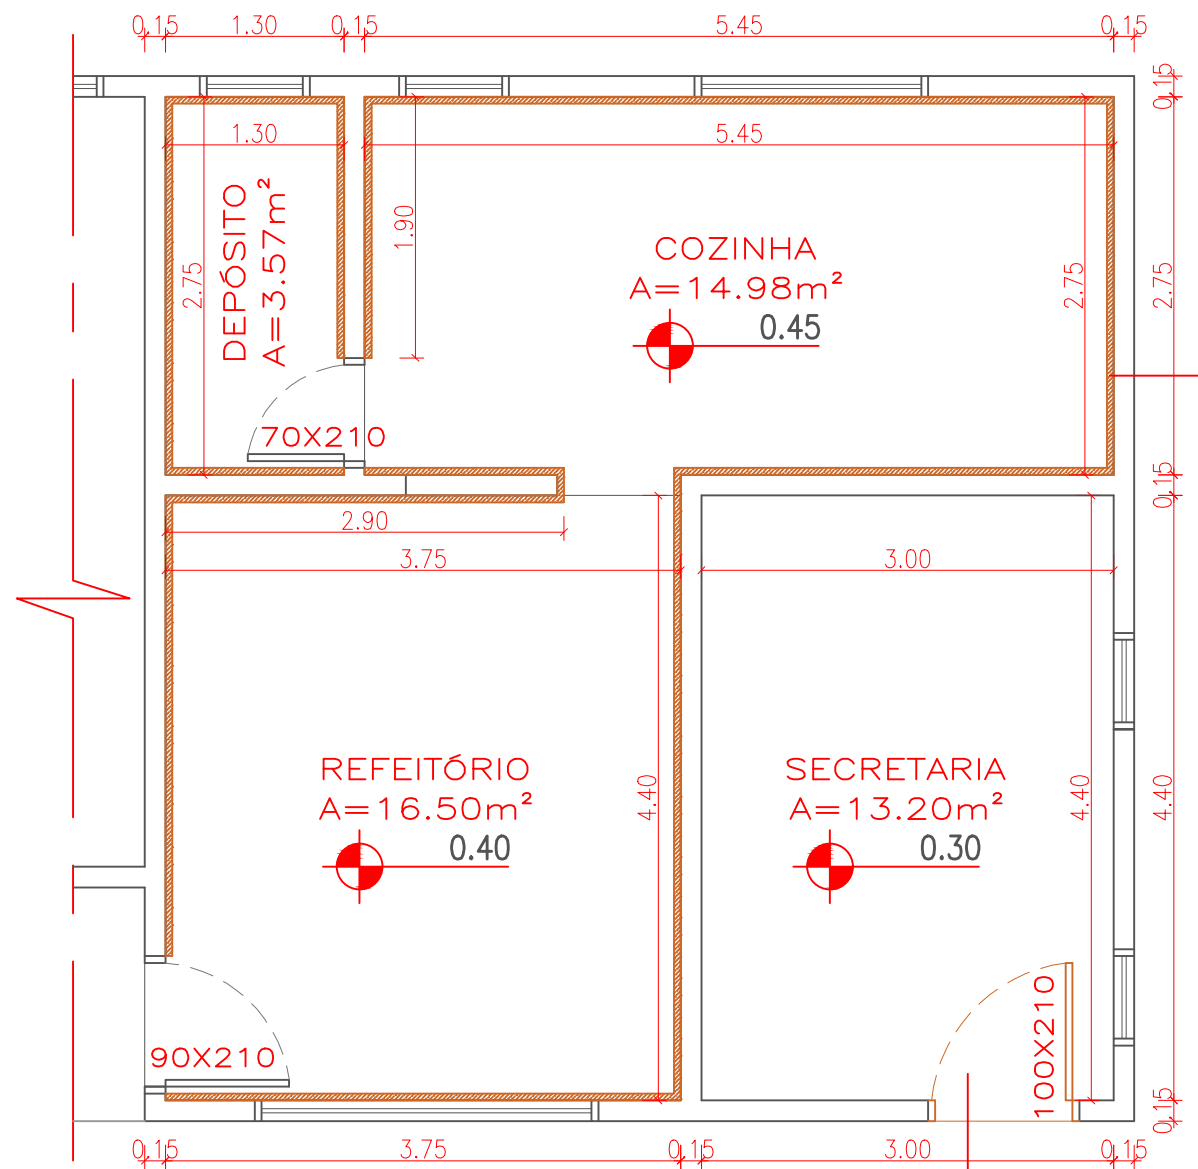 0.15 1.30 0.15 5.45 0.15
0.15
1.30 5.45
DEPÓSITO
A=3.57m²
1.90
2.75
COZINHA
A=14.98m²
0.45
2.75
2.75
70X210
0.15
2.90
3.75 3.00
REFEITÓRIO
A=16.50m²
0.40
4.40
SECRETARIA
A=13.20m²
0.30
4.40
4.40
90X210
100X210
0.15
0.15 3.75 0.15 3.00 0.15